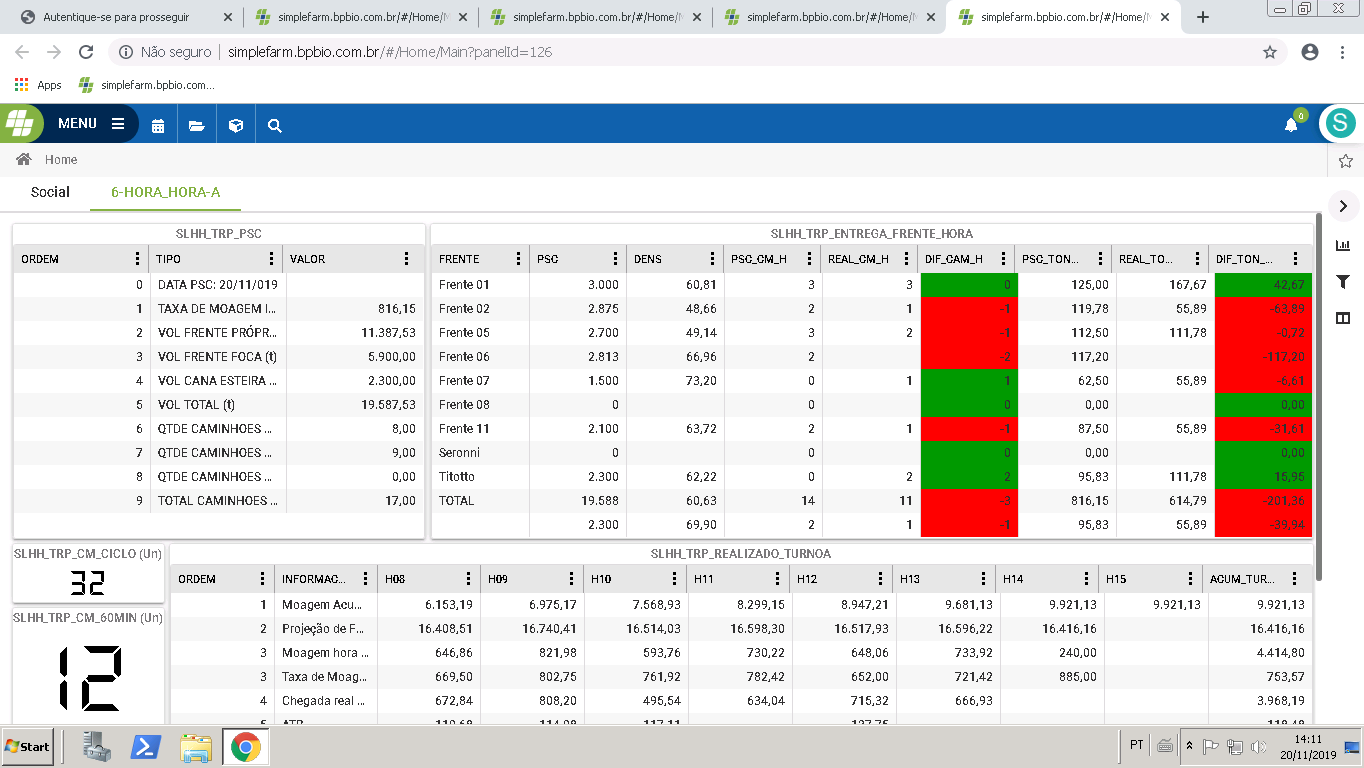 Autentique-se para prosseguir
simplefarm.bpbio.com.br/#/Home/M
simplefarm.bpbio.com.br/#/Home/M
simplefarm.bpbio.com.br/#/Home/M
simplefarm.bpbio.com.br/#/Home/M
Não seguro simplefarm.bpbio.com.br/#/Home/Main?panelId=126
Apps simplefarm.bpbio.com...
MENU 0 S
Home
Social 6-HORA_HORA-A
SLHH_TRP_PSC
ORDEM TIPO VALOR
0 DATA PSC: 20/11/019
1 TAXA DE MOAGEM I... 816,15
2 VOL FRENTE PRÓPR... 11.387,53
3 VOL FRENTE FOCA (t) 5.900,00
4 VOL CANA ESTEIRA ... 2.300,00
5 VOL TOTAL (t) 19.587,53
6 QTDE CAMINHOES ... 8,00
7 QTDE CAMINHOES ... 9,00
8 QTDE CAMINHOES ... 0,00
9 TOTAL CAMINHOES ... 17,00
SLHH_TRP_ENTREGA_FRENTE_HORA
FRENTE PSC DENS PSC_CM_H REAL_CM_H DIF_CAM_H PSC_TON... REAL_TO... DIF_TON_...
Frente 01 3.000 60,81 3 3 0 125,00 167,67 42,67
Frente 02 2.875 48,66 2 1 -1 119,78 55,89 -63,89
Frente 05 2.700 49,14 3 2 -1 112,50 111,78 -0,72
Frente 06 2.813 66,96 2 -2 117,20 -117,20
Frente 07 1.500 73,20 0 1 1 62,50 55,89 -6,61
Frente 08 0 0 0 0,00 0,00
Frente 11 2.100 63,72 2 1 -1 87,50 55,89 -31,61
Seronni 0 0 0 0,00 0,00
Titotto 2.300 62,22 0 2 2 95,83 111,78 15,95
TOTAL 19.588 60,63 14 11 -3 816,15 614,79 -201,36
2.300 69,90 2 1 -1 95,83 55,89 -39,94
SLHH_TRP_CM_CICLO (Un)
32
SLHH_TRP_CM_60MIN (Un)
12
SLHH_TRP_REALIZADO_TURNOA
ORDEM INFORMAC... H08 H09 H10 H11 H12 H13 H14 H15 ACUM_TUR...
1 Moagem Acu... 6.153,19 6.975,17 7.568,93 8.299,15 8.947,21 9.681,13 9.921,13 9.921,13 9.921,13
2 Projeção de F... 16.408,51 16.740,41 16.514,03 16.598,30 16.517,93 16.596,22 16.416,16 16.416,16
3 Moagem hora ... 646,86 821,98 593,76 730,22 648,06 733,92 240,00 4.414,80
3 Taxa de Moag... 669,50 802,75 761,92 782,42 652,00 721,42 885,00 753,57
4 Chegada real ... 672,84 808,20 495,54 634,04 715,32 666,93 3.968,19
Start PT 14:11
20/11/2019